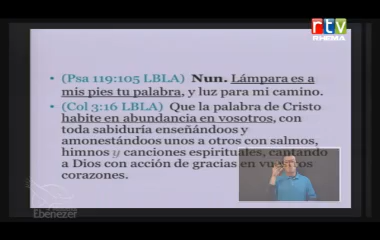 rtv
RHEMA
• (Psa 119:105 LBLA) Nun. Lámpara es a
mis pies tu palabra, y luz para mi camino.
• (Col 3:16 LBLA) Que la palabra de Cristo
habite en abundancia en vosotros, con
toda sabiduría enseñándoos y
amonestándoos unos a otros con salmos,
himnos y canciones espirituales, cantando
a Dios con acción de gracias en vuestros
corazones.
Ebenezer